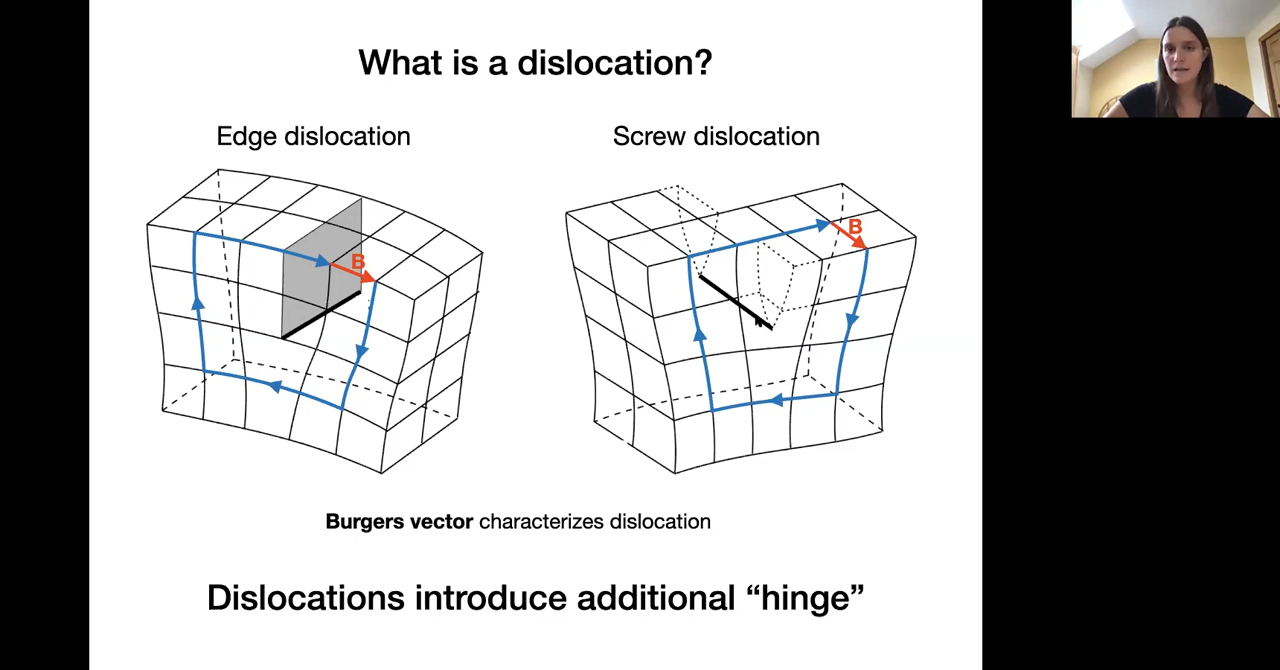 What is a dislocation?
Edge dislocation
Screw dislocation
B
B
Burgers vector characterizes dislocation
Dislocations introduce additional “hinge”